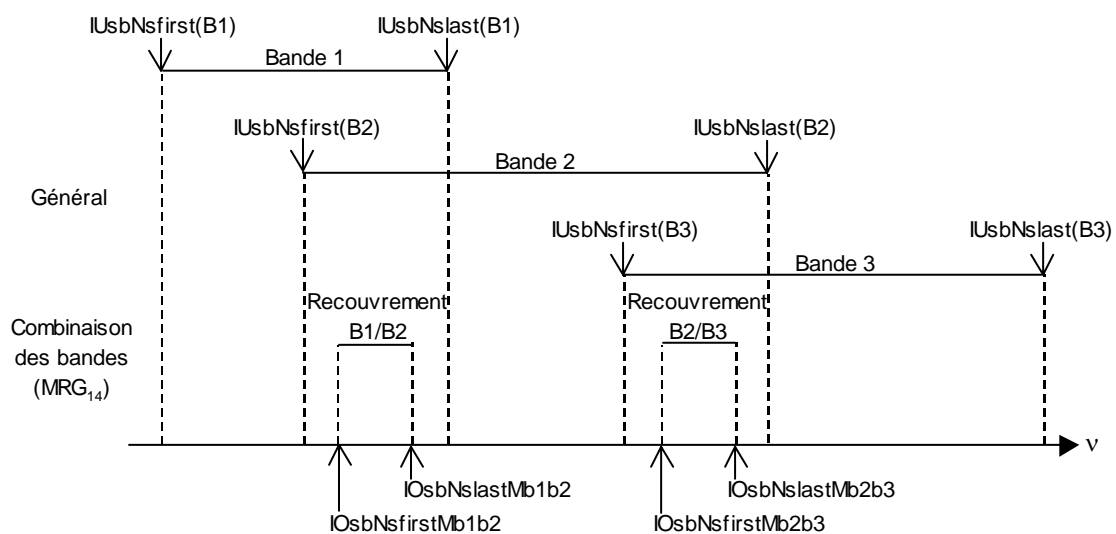 IUsbNsfirst(B1)
IUsbNslast(B1)
Bande 1
IUsbNsfirst(B2)
IUsbNslast(B2)
Bande 2
Général
IUsbNsfirst(B3)
IUsbNslast(B3)
Bande 3
Recouvrement
B1/B2
Recouvrement
B2/B3
Combinaison
des bandes
(MRG14)
ν
IOsbNslastMb1b2
IOsbNslastMb2b3
IOsbNsfirstMb1b2
IOsbNsfirstMb2b3